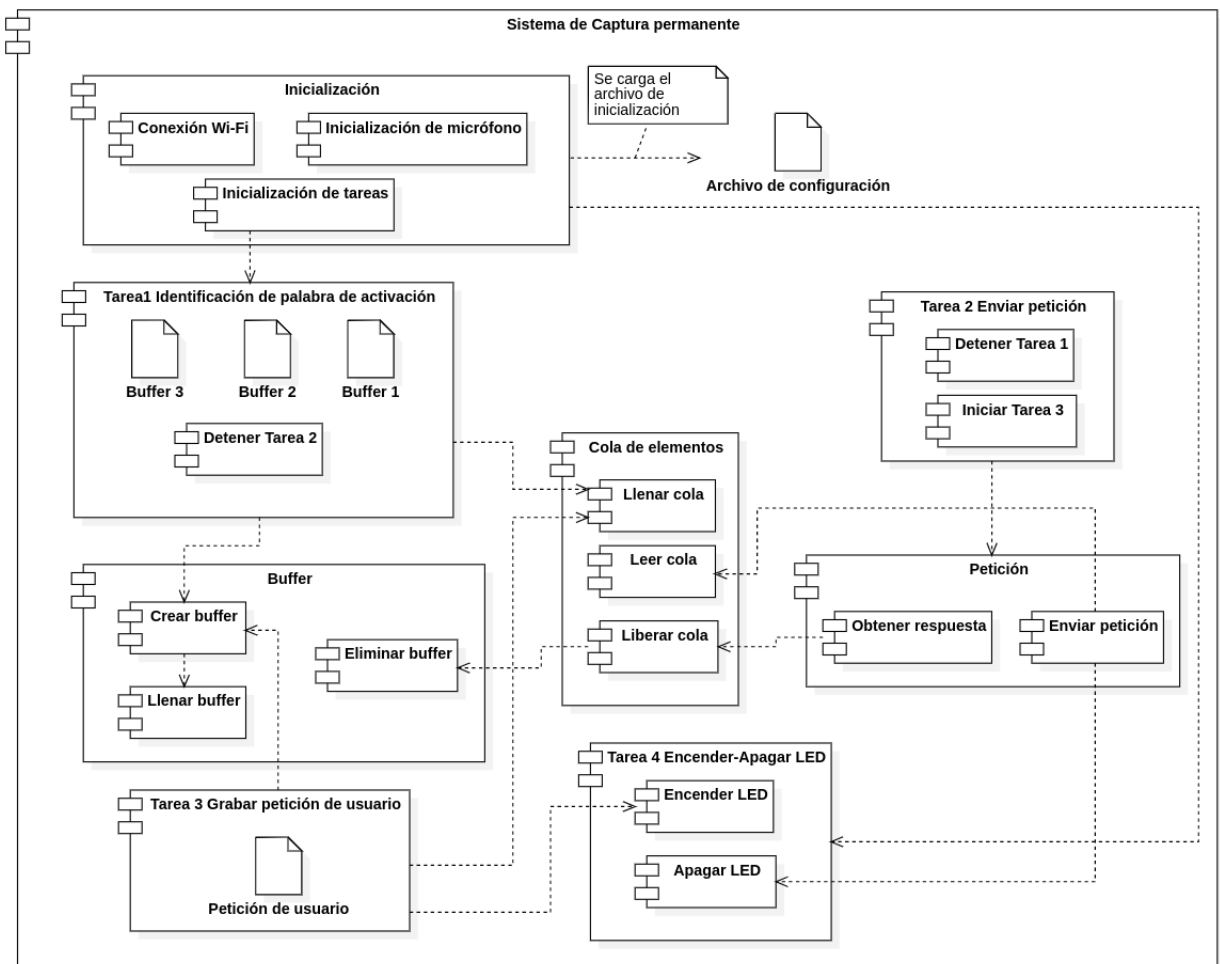 Sistema de Captura permanente
Inicialización
Se carga el
archivo de
inicialización
Conexión Wi-Fi
Inicialización de micrófono
Archivo de configuración
Inicialización de tareas
Tarea1 Identificación de palabra de activación
Buffer 3
Buffer 2
Buffer 1
Detener Tarea 2
Tarea 2 Enviar petición
Detener Tarea 1
Iniciar Tarea 3
Cola de elementos
Llenar cola
Leer cola
Liberar cola
Petición
Obtener respuesta
Enviar petición
Buffer
Crear buffer
Eliminar buffer
Llenar buffer
Tarea 4 Encender-Apagar LED
Encender LED
Apagar LED
Tarea 3 Grabar petición de usuario
Petición de usuario